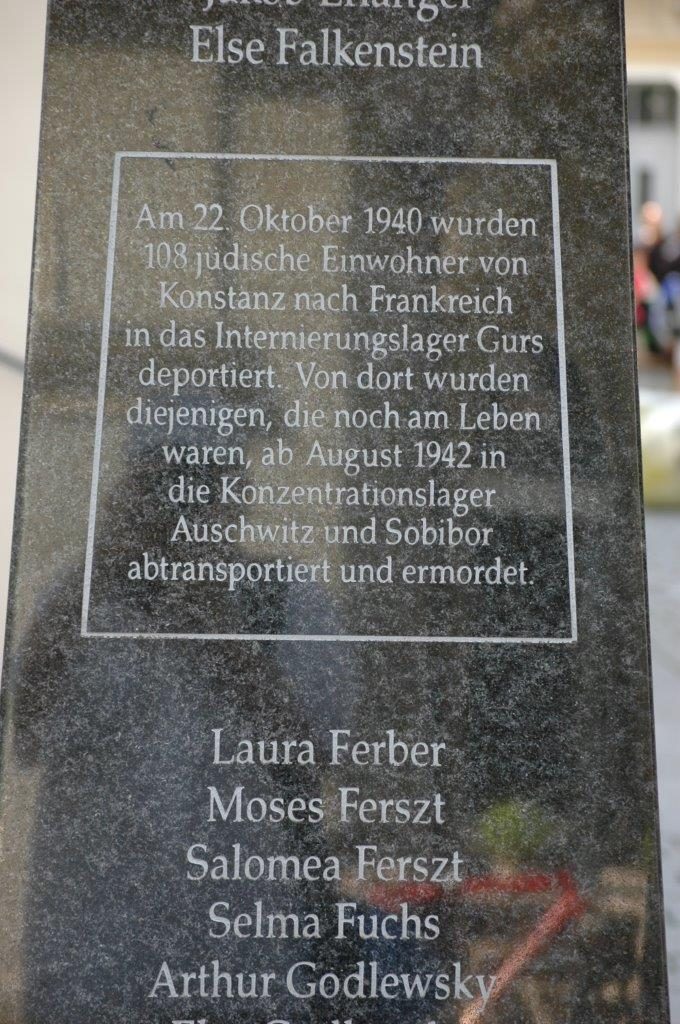 Jakob Erlanger
Else Falkenstein
Am 22. Oktober 1940 wurden
108 jüdische Einwohner von
Konstanz nach Frankreich
in das Internierungslager Gurs
deportiert. Von dort wurden
diejenigen, die noch am Leben
waren, ab August 1942 in
die Konzentrationslager
Auschwitz und Sobibor
abtransportiert und ermordet.
Laura Ferber
Moses Ferszt
Salomea Ferszt
Selma Fuchs
Arthur Godlewsky